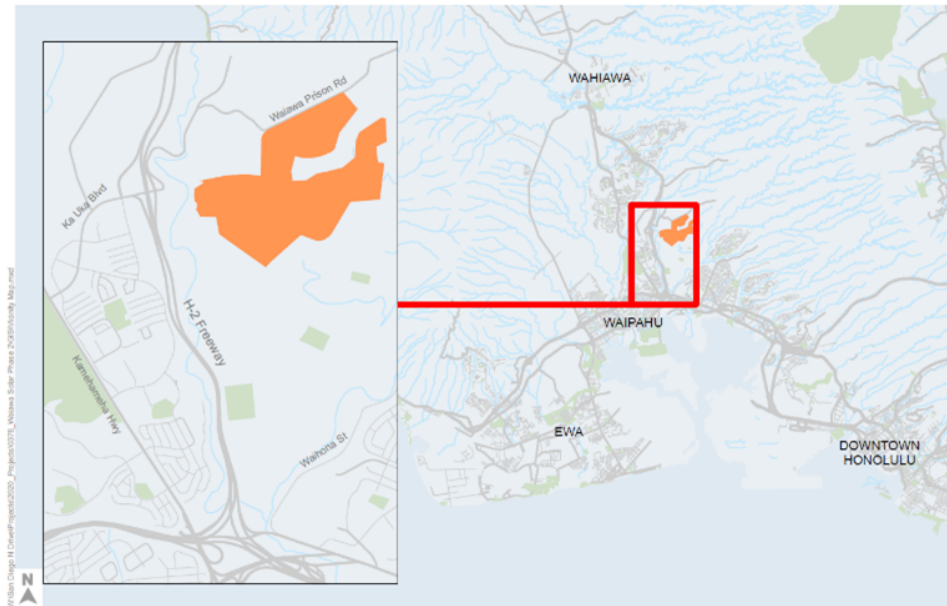 WAHIAWA
Waiawa Prison Rd
Ka Uka Blvd
H-2 Freeway
WAIPAHU
Kamehameha Hwy
EWA
Waihona St
DOWNTOWN
HONOLULU
N